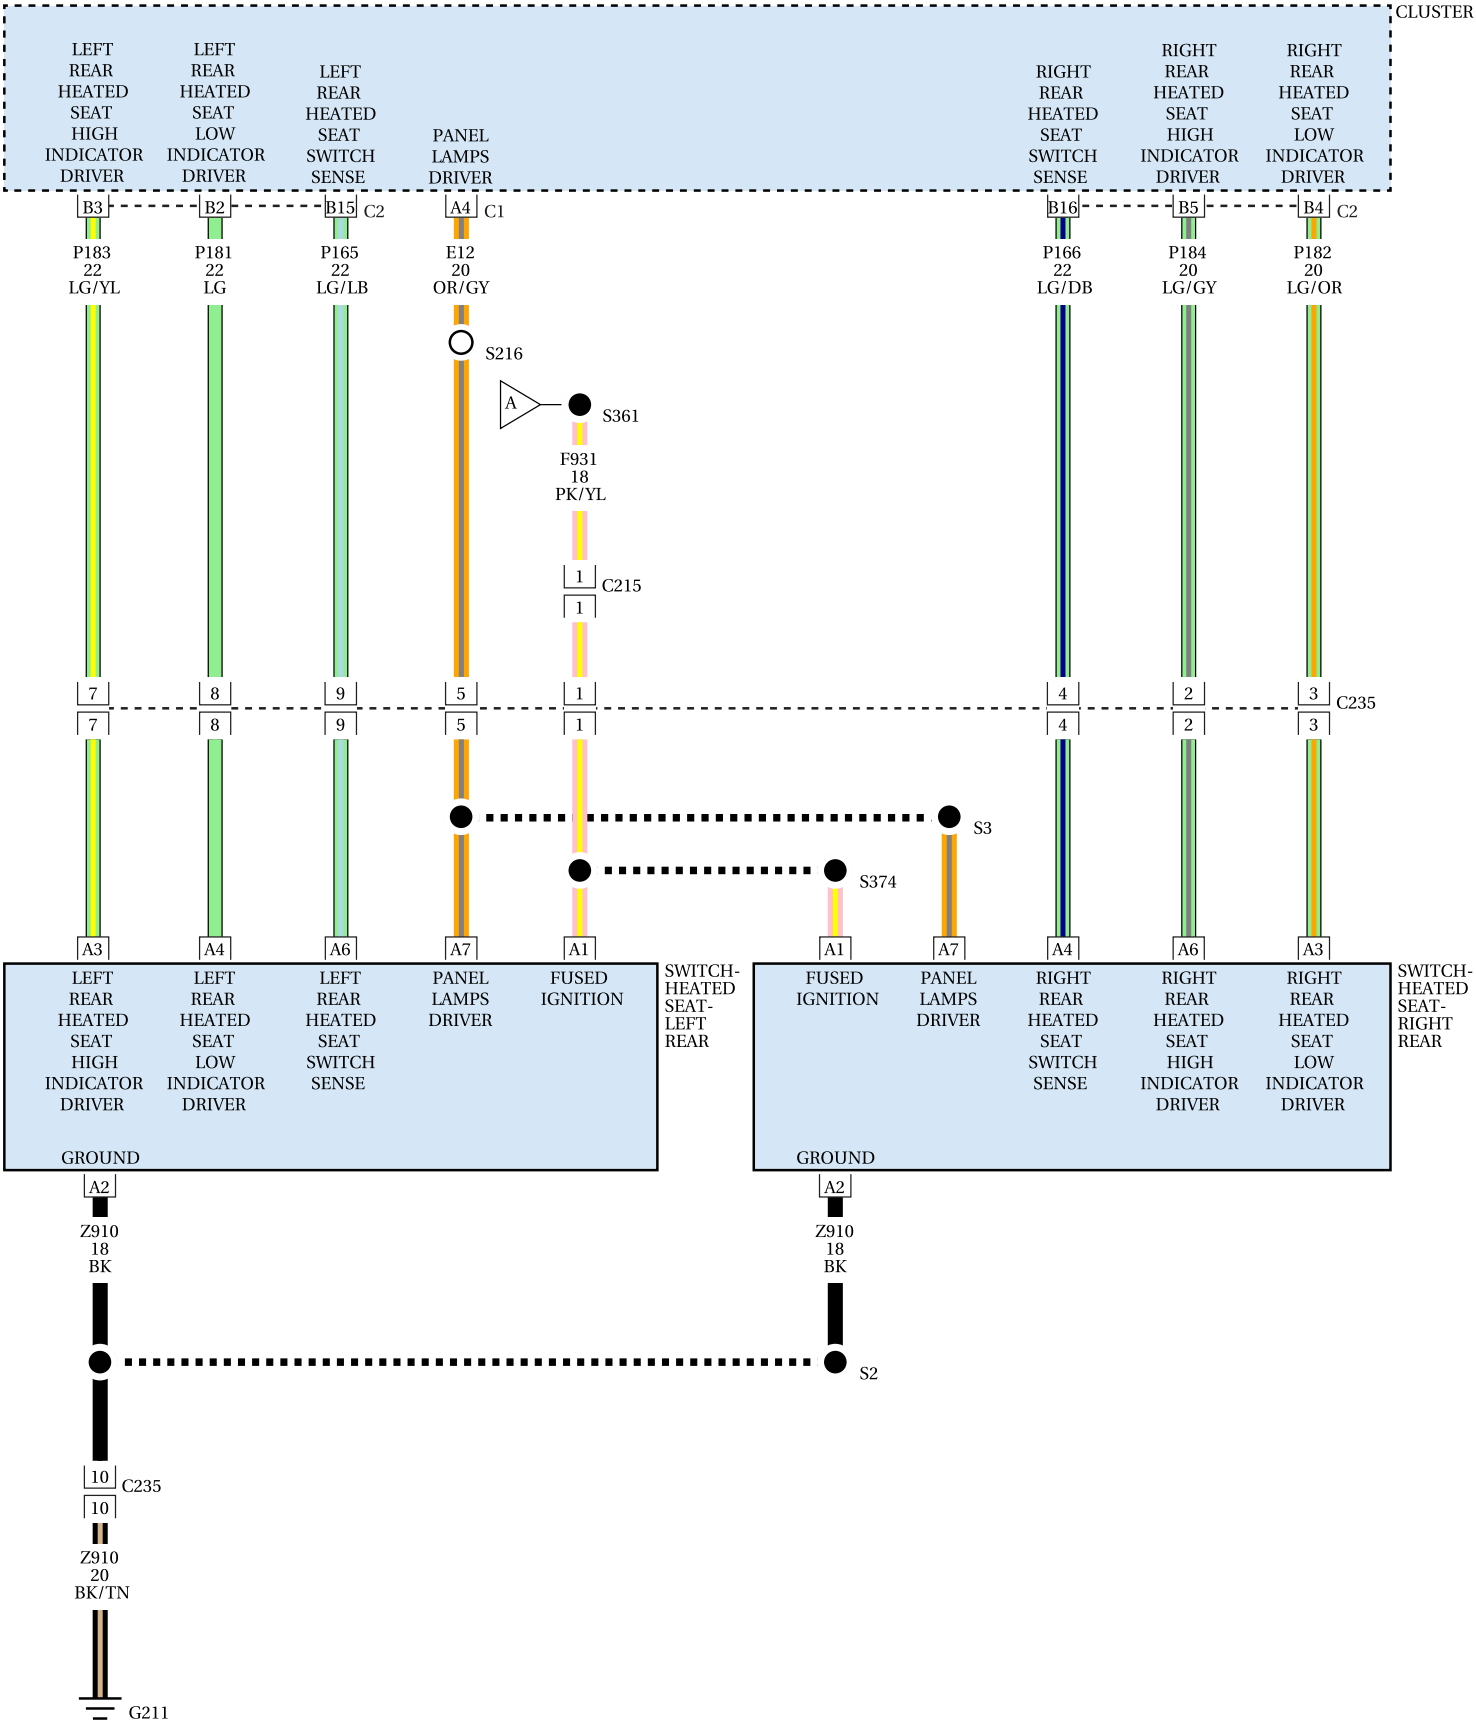 CLUSTER
LEFT
REAR
HEATED
SEAT
HIGH
INDICATOR
DRIVER
LEFT
REAR
HEATED
SEAT
LOW
INDICATOR
DRIVER
LEFT
REAR
HEATED
SEAT
SWITCH
SENSE
PANEL
LAMPS
DRIVER
RIGHT
REAR
HEATED
SEAT
SWITCH
SENSE
RIGHT
REAR
HEATED
SEAT
HIGH
INDICATOR
DRIVER
RIGHT
REAR
HEATED
SEAT
LOW
INDICATOR
DRIVER
B3
B2
B15
C2
A4
C1
B16
B5
B4
C2
P183
22
LG/YL
P181
22
LG
P165
22
LG/LB
E12
20
OR/GY
P166
22
LG/DB
P184
20
LG/GY
P182
20
LG/OR
S216
A
S361
F931
18
PK/YL
1
C215
1
7
8
9
5
1
4
2
3
C235
7
8
9
5
1
4
2
3
S3
S374
A3
A4
A6
A7
A1
A1
A7
A4
A6
A3
LEFT
REAR
HEATED
SEAT
HIGH
INDICATOR
DRIVER
LEFT
REAR
HEATED
SEAT
LOW
INDICATOR
DRIVER
LEFT
REAR
HEATED
SEAT
SWITCH
SENSE
PANEL
LAMPS
DRIVER
FUSED
IGNITION
SWITCH-
HEATED
SEAT-
LEFT
REAR
FUSED
IGNITION
PANEL
LAMPS
DRIVER
RIGHT
REAR
HEATED
SEAT
SWITCH
SENSE
RIGHT
REAR
HEATED
SEAT
HIGH
INDICATOR
DRIVER
RIGHT
REAR
HEATED
SEAT
LOW
INDICATOR
DRIVER
SWITCH-
HEATED
SEAT-
RIGHT
REAR
GROUND
GROUND
A2
A2
Z910
18
BK
Z910
18
BK
S2
10
C235
10
Z910
20
BK/TN
G211